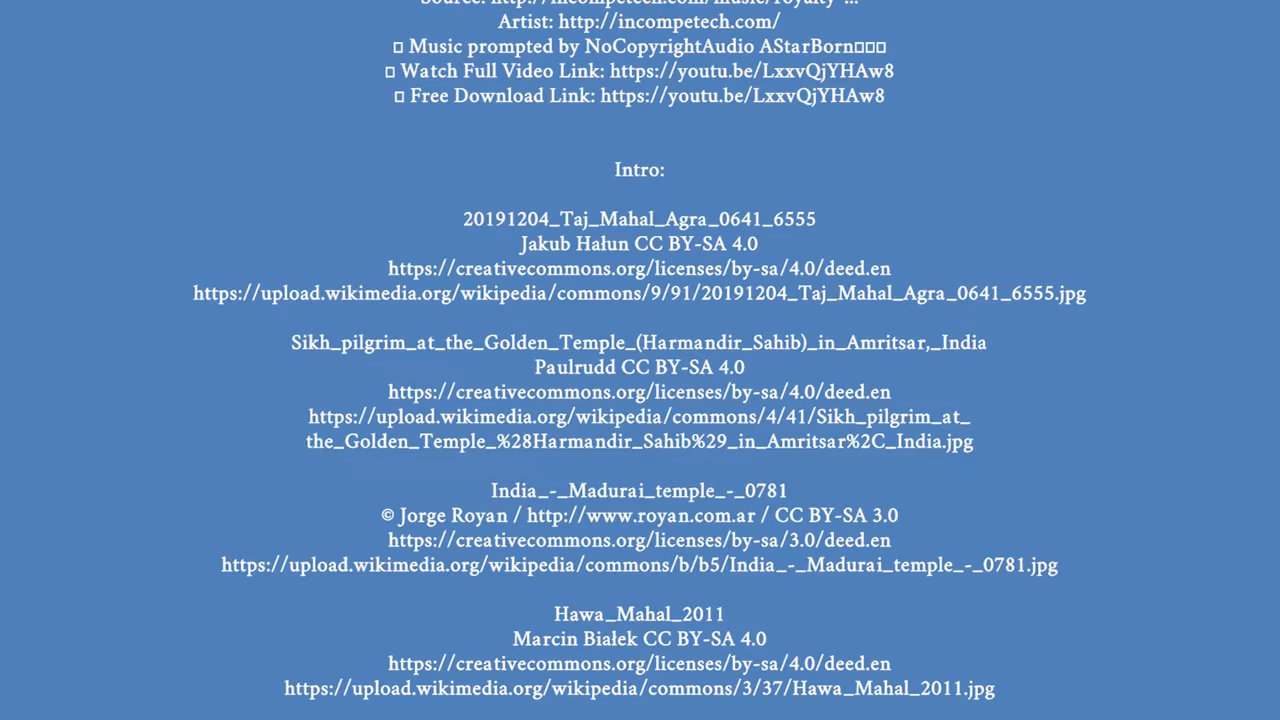 Source: http://incompetech.com/music/royalty-...
Artist: http://incompetech.com/
Music prompted by NoCopyrightAudio AStarBorn
Watch Full Video Link: https://youtu.be/LxxvQjYHAw8
Free Download Link: https://youtu.be/LxxvQjYHAw8
Intro:
20191204_Taj_Mahal_Agra_0641_6555
Jakub Hałun CC BY-SA 4.0
https://creativecommons.org/licenses/by-sa/4.0/deed.en
https://upload.wikimedia.org/wikipedia/commons/9/91/20191204_Taj_Mahal_Agra_0641_6555.jpg
Sikh_pilgrim_at_the_Golden_Temple_(Harmandir_Sahib)_in_Amritsar,_India
Paulrudd CC BY-SA 4.0
https://creativecommons.org/licenses/by-sa/4.0/deed.en
https://upload.wikimedia.org/wikipedia/commons/4/41/Sikh_pilgrim_at_
the_Golden_Temple_%28Harmandir_Sahib%29_in_Amritsar%2C_India.jpg
India_-_Madurai_temple_-_0781
© Jorge Royan / http://www.royan.com.ar / CC BY-SA 3.0
https://creativecommons.org/licenses/by-sa/3.0/deed.en
https://upload.wikimedia.org/wikipedia/commons/b/b5/India_-_Madurai_temple_-_0781.jpg
Hawa_Mahal_2011
Marcin Białek CC BY-SA 4.0
https://creativecommons.org/licenses/by-sa/4.0/deed.en
https://upload.wikimedia.org/wikipedia/commons/3/37/Hawa_Mahal_2011.jpg